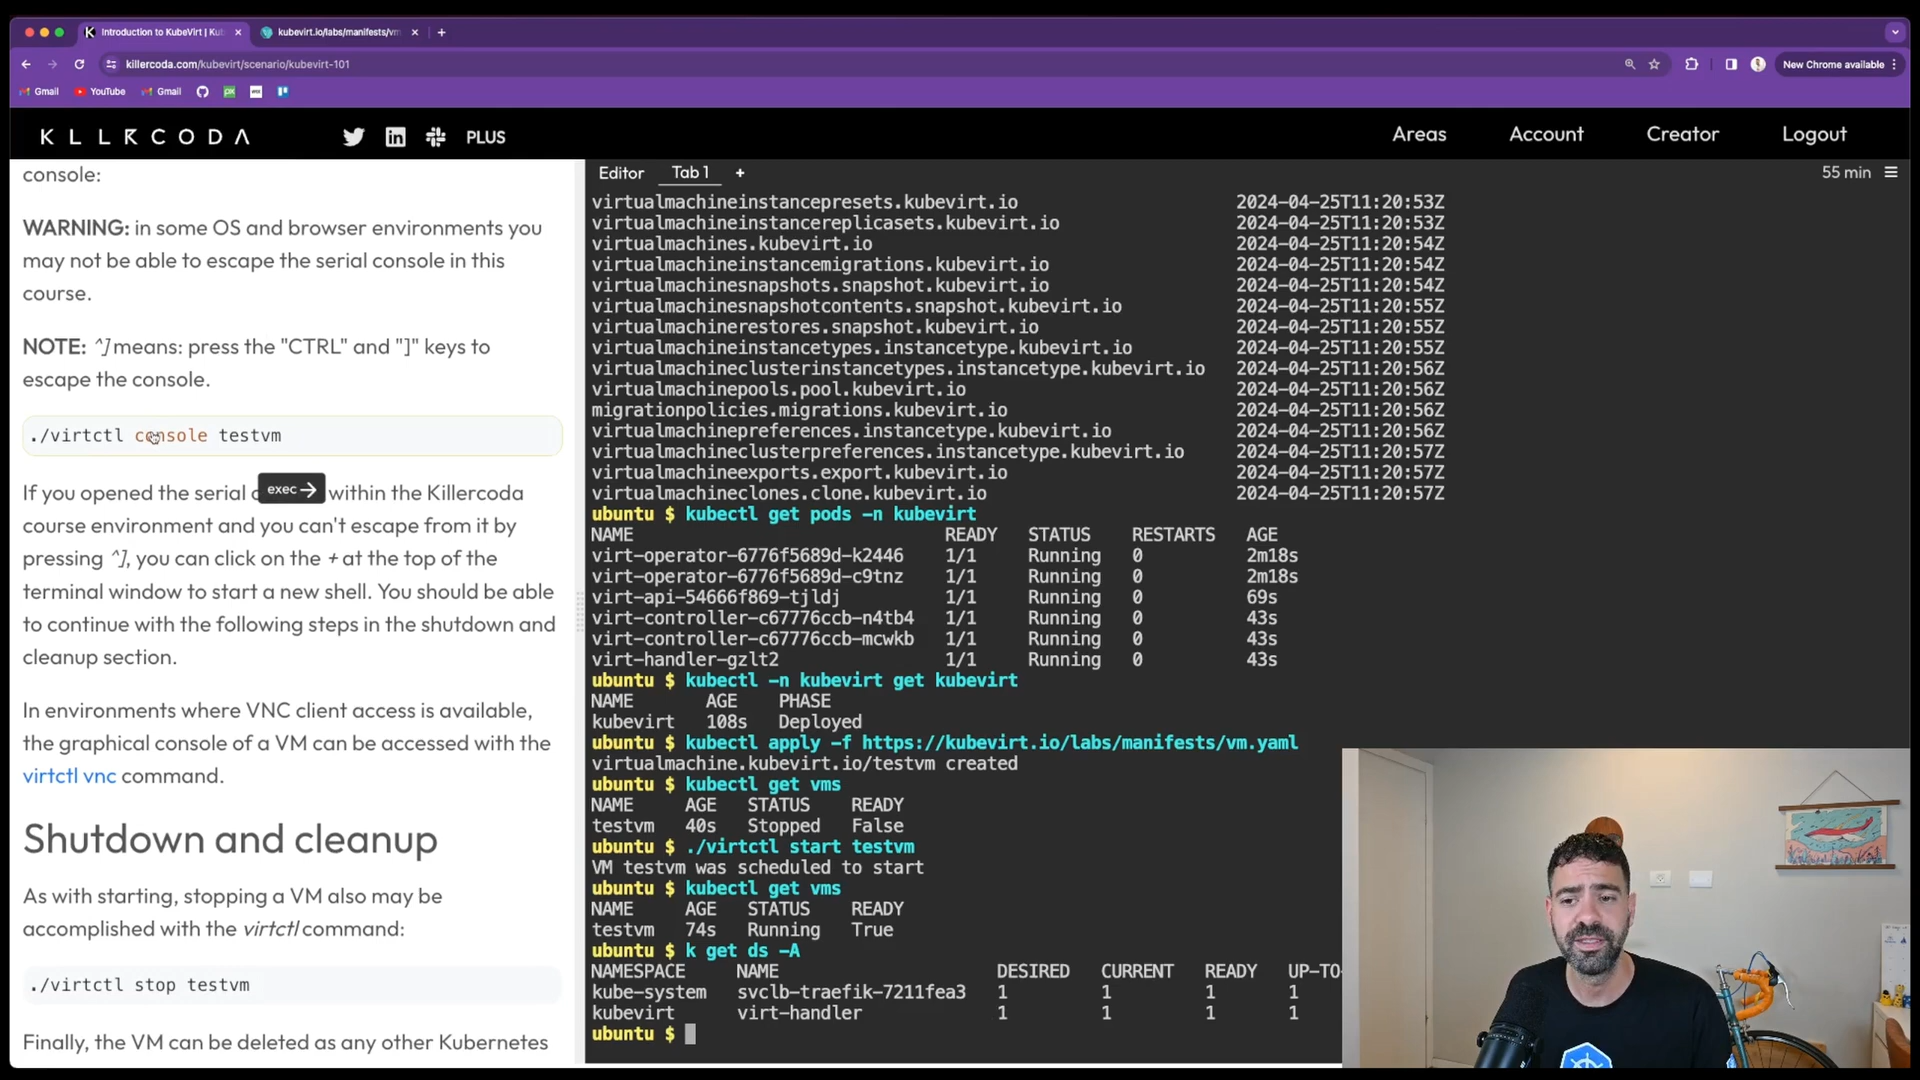 Introduction to KubeVirt | Ku
kubevirt.io/labs/manifests/vm
killercoda.com/kubevirt/scenario/kubevirt-101
New Chrome available
Gmail
YouTube
Gmail
KLLRCODA
PLUS
Areas
Account
Creator
Logout
console:
WARNING: in some OS and browser environments you
may not be able to escape the serial console in this
course.
NOTE: ^] means: press the "CTRL" and "]" keys to
escape the console.
./virtctl console testvm
exec
If you opened the serial within the Killercoda
course environment and you can't escape from it by
pressing ^], you can click on the + at the top of the
terminal window to start a new shell. You should be able
to continue with the following steps in the shutdown and
cleanup section.
In environments where VNC client access is available,
the graphical console of a VM can be accessed with the
virtctl vnc command.
Shutdown and cleanup
As with starting, stopping a VM also may be
accomplished with the virtctl command:
./virtctl stop testvm
Finally, the VM can be deleted as any other Kubernetes
Editor Tab 1 +
55 min
virtualmachineinstancepresets.kubevirt.io 2024-04-25T11:20:53Z
virtualmachineinstancereplicasets.kubevirt.io 2024-04-25T11:20:53Z
virtualmachines.kubevirt.io 2024-04-25T11:20:54Z
virtualmachineinstancemigrations.kubevirt.io 2024-04-25T11:20:54Z
virtualmachinesnapshots.snapshot.kubevirt.io 2024-04-25T11:20:54Z
virtualmachinesnapshotcontents.snapshot.kubevirt.io 2024-04-25T11:20:55Z
virtualmachinerestores.snapshot.kubevirt.io 2024-04-25T11:20:55Z
virtualmachineinstancetypes.instancetype.kubevirt.io 2024-04-25T11:20:55Z
virtualmachineclusterinstancetypes.instancetype.kubevirt.io 2024-04-25T11:20:56Z
virtualmachinepools.pool.kubevirt.io 2024-04-25T11:20:56Z
migrationpolicies.migrations.kubevirt.io 2024-04-25T11:20:56Z
virtualmachinepreferences.instancetype.kubevirt.io 2024-04-25T11:20:56Z
virtualmachineclusterpreferences.instancetype.kubevirt.io 2024-04-25T11:20:57Z
virtualmachineexports.export.kubevirt.io 2024-04-25T11:20:57Z
virtualmachineclones.clone.kubevirt.io 2024-04-25T11:20:57Z
ubuntu $ kubectl get pods -n kubevirt
NAME READY STATUS RESTARTS AGE
virt-operator-6776f5689d-k2446 1/1 Running 0 2m18s
virt-operator-6776f5689d-c9tnz 1/1 Running 0 2m18s
virt-api-54666f869-tjldj 1/1 Running 0 69s
virt-controller-c67776ccb-n4tb4 1/1 Running 0 43s
virt-controller-c67776ccb-mcwkb 1/1 Running 0 43s
virt-handler-gzlt2 1/1 Running 0 43s
ubuntu $ kubectl -n kubevirt get kubevirt
NAME AGE PHASE
kubevirt 108s Deployed
ubuntu $ kubectl apply -f https://kubevirt.io/labs/manifests/vm.yaml
virtualmachine.kubevirt.io/testvm created
ubuntu $ kubectl get vms
NAME AGE STATUS READY
testvm 40s Stopped False
ubuntu $ ./virtctl start testvm
VM testvm was scheduled to start
ubuntu $ kubectl get vms
NAME AGE STATUS READY
testvm 74s Running True
ubuntu $ k get ds -A
NAMESPACE NAME DESIRED CURRENT READY UP-TO-
kube-system svclb-traefik-7211fea3 1 1 1 1
kubevirt virt-handler 1 1 1 1
ubuntu $